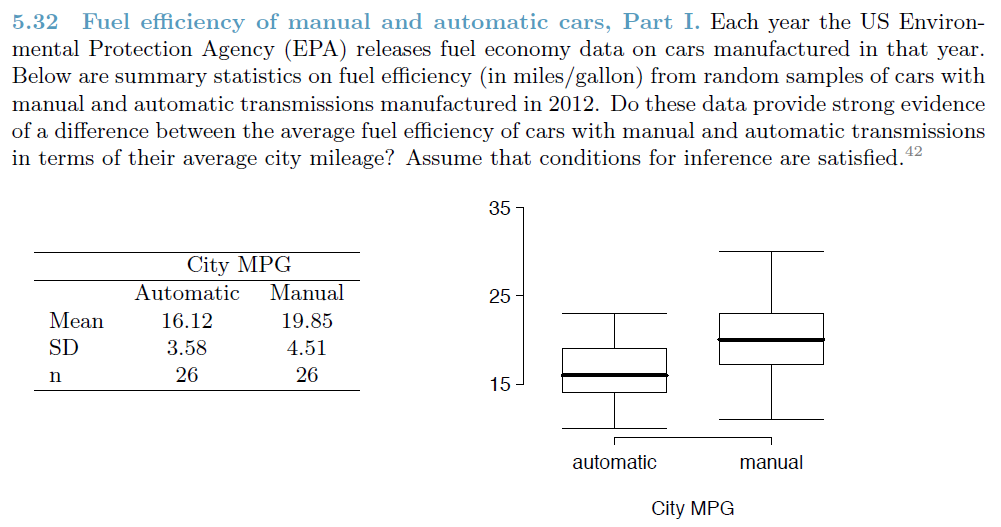 5.32 Fuel efficiency of manual and automatic cars, Part I. Each year the US Environ-
mental Protection Agency (EPA) releases fuel economy data on cars manufactured in that year.
Below are summary statistics on fuel efficiency (in miles/gallon) from random samples of cars with
manual and automatic transmissions manufactured in 2012. Do these data provide strong evidence
of a difference between the average fuel efficiency of cars with manual and automatic transmissions
in terms of their average city mileage? Assume that conditions for inference are satisfied.42
City MPG
Automatic Manual
Mean 16.12 19.85
SD 3.58 4.51
n 26 26
35
25
15
automatic manual
City MPG